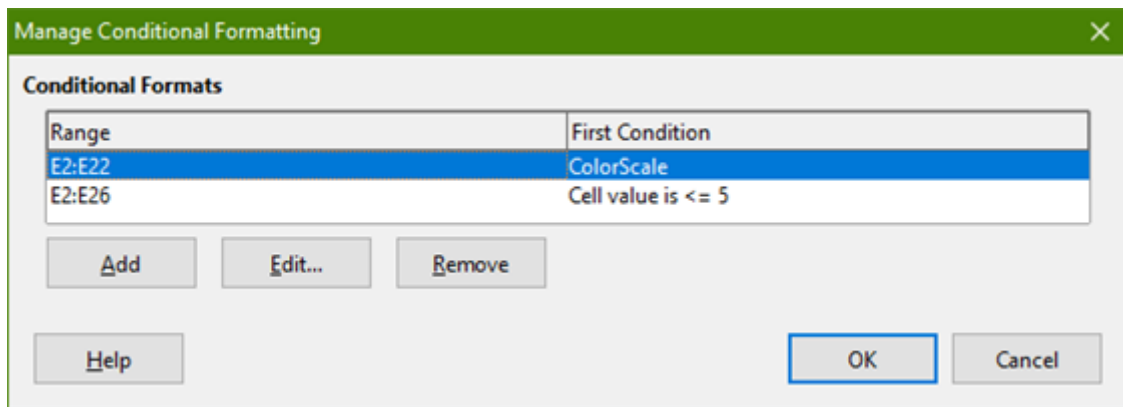 Manage Conditional Formatting
Conditional Formats
Range First Condition
E2:E22 ColorScale
E2:E26 Cell value is <= 5
Add Edit... Remove
Help OK Cancel